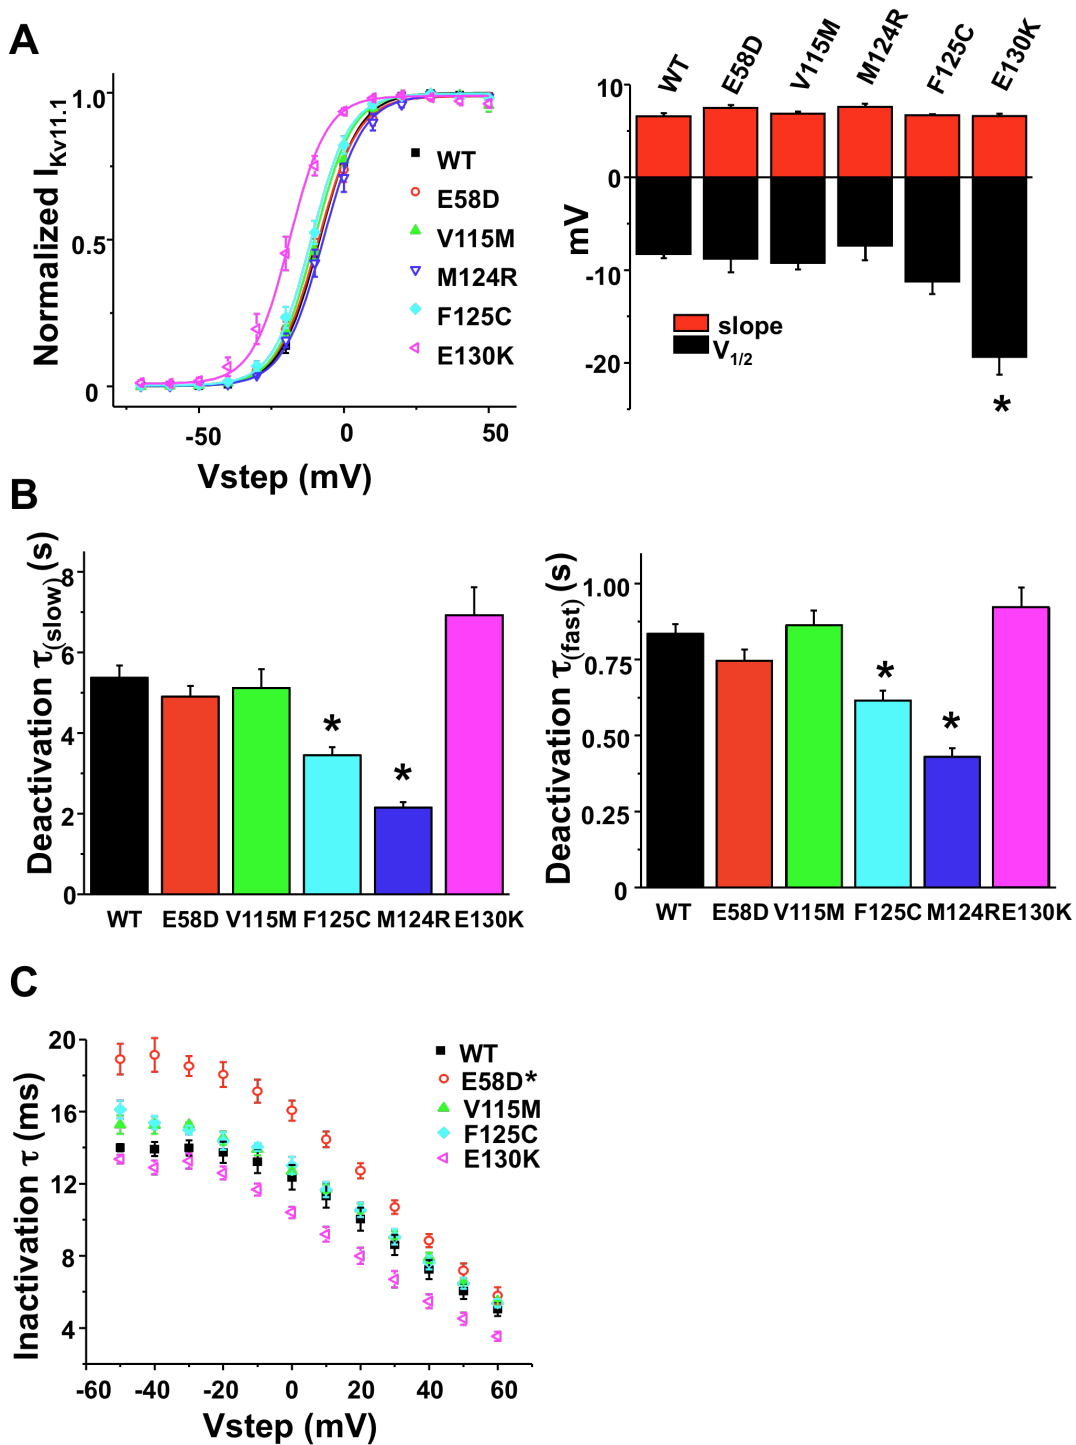 A
WT
E58D
V115M
M124R
F125C
E130K
Normalized I Kv11.1
1.0
0.5
0
WT
E58D
V115M
M124R
F125C
E130K
-50
0
50
Vstep (mV)
mV
10
0
-10
-20
slope
V1/2
*
B
Deactivation τ(slow) (s)
8
6
4
2
0
*
*
WT
E58D
V115M
F125C
M124R
E130K
Deactivation τ(fast) (s)
1.00
0.75
0.50
0.25
0
*
*
WT
E58D
V115M
F125C
M124R
E130K
C
Inactivation τ (ms)
20
16
12
8
4
WT
E58D*
V115M
F125C
E130K
-60
-40
-20
0
20
40
60
Vstep (mV)